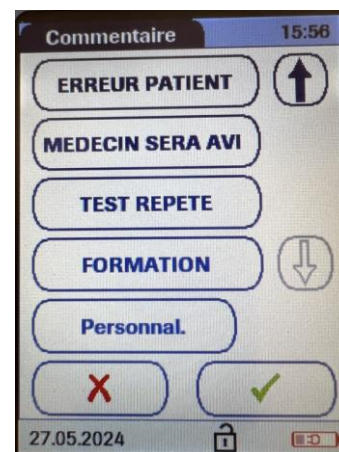 Commentaire 15:56
ERREUR PATIENT
MEDECIN SERA AVI
TEST REPETE
FORMATION
Personnal.
27.05.2024